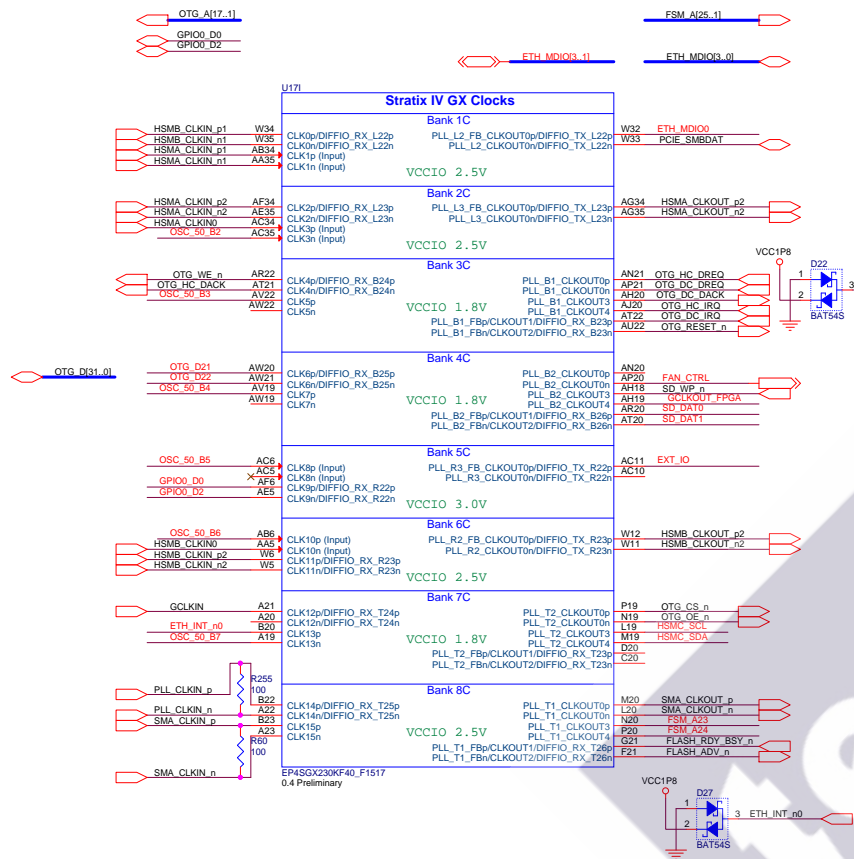 OTG_A[17..1]
FSM_A[25..1]
GPIO0_D0
GPIO0_D2
ETH_MDIO[3..1]
ETH_MDIO[3..0]
U17I
Stratix IV GX Clocks
Bank 1C
HSMB_CLKIN_p1 W34 CLK0p/DIFFIO_RX_L22p PLL_L2_FB_CLKOUT0p/DIFFIO_TX_L22p W32 ETH_MDIO0
HSMB_CLKIN_n1 W35 CLK0n/DIFFIO_RX_L22n PLL_L2_CLKOUT0n/DIFFIO_TX_L22n W33 PCIE_SMBDAT
HSMA_CLKIN_p1 AB34 CLK1p (Input)
HSMA_CLKIN_n1 AA35 CLK1n (Input)
VCCIO 2.5V
Bank 2C
HSMA_CLKIN_p2 AF34 CLK2p/DIFFIO_RX_L23p PLL_L3_FB_CLKOUT0p/DIFFIO_TX_L23p AG34 HSMA_CLKOUT_p2
HSMA_CLKIN_n2 AE35 CLK2n/DIFFIO_RX_L23n PLL_L3_CLKOUT0n/DIFFIO_TX_L23n AG35 HSMA_CLKOUT_n2
HSMA_CLKIN0 AC34 CLK3p (Input)
OSC_50_B2 AC35 CLK3n (Input)
VCCIO 2.5V
Bank 3C
OTG_WE_n AR22 CLK4p/DIFFIO_RX_B24p PLL_B1_CLKOUT0p AN21 OTG_HC_DREQ
OTG_HC_DACK AT21 CLK4n/DIFFIO_RX_B24n PLL_B1_CLKOUT0n AP21 OTG_DC_DREQ
OSC_50_B3 AV22 CLK5p PLL_B1_CLKOUT3 AH20 OTG_DC_DACK
AW22 CLK5n PLL_B1_CLKOUT4 AJ20 OTG_HC_IRQ
VCCIO 1.8V
PLL_B1_FBp/CLKOUT1/DIFFIO_RX_B23p AT22 OTG_DC_IRQ
PLL_B1_FBn/CLKOUT2/DIFFIO_RX_B23n AU22 OTG_RESET_n
VCC1P8
D22
1
2
3
BAT54S
OTG_D[31..0]
Bank 4C
OTG_D21 AW20 CLK6p/DIFFIO_RX_B25p PLL_B2_CLKOUT0p AN20
OTG_D22 AW21 CLK6n/DIFFIO_RX_B25n PLL_B2_CLKOUT0n AP20 FAN_CTRL
OSC_50_B4 AV19 CLK7p PLL_B2_CLKOUT3 AH18 SD_WP_n
AW19 CLK7n PLL_B2_CLKOUT4 AH19 GCLKOUT_FPGA
VCCIO 1.8V
PLL_B2_FBp/CLKOUT1/DIFFIO_RX_B26p AR20 SD_DAT0
PLL_B2_FBn/CLKOUT2/DIFFIO_RX_B26n AT20 SD_DAT1
Bank 5C
OSC_50_B5 AC6 CLK8p (Input) PLL_R3_FB_CLKOUT0p/DIFFIO_TX_R22p AC11 EXT_IO
AC5 CLK8n (Input) PLL_R3_CLKOUT0n/DIFFIO_TX_R22n AC10
GPIO0_D0 AF6 CLK9p/DIFFIO_RX_R22p
GPIO0_D2 AE5 CLK9n/DIFFIO_RX_R22n
VCCIO 3.0V
Bank 6C
OSC_50_B6 AB6 CLK10p (Input) PLL_R2_FB_CLKOUT0p/DIFFIO_TX_R23p W12 HSMB_CLKOUT_p2
HSMB_CLKIN0 AA5 CLK10n (Input) PLL_R2_CLKOUT0n/DIFFIO_TX_R23n W11 HSMB_CLKOUT_n2
HSMB_CLKIN_p2 W6 CLK11p/DIFFIO_RX_R23p
HSMB_CLKIN_n2 W5 CLK11n/DIFFIO_RX_R23n
VCCIO 2.5V
Bank 7C
GCLKIN A21 CLK12p/DIFFIO_RX_T24p PLL_T2_CLKOUT0p P19 OTG_CS_n
A20 CLK12n/DIFFIO_RX_T24n PLL_T2_CLKOUT0n N19 OTG_OE_n
ETH_INT_n0 B20 CLK13p PLL_T2_CLKOUT3 L19 HSMC_SCL
OSC_50_B7 A19 CLK13n PLL_T2_CLKOUT4 M19 HSMC_SDA
VCCIO 1.8V
PLL_T2_FBp/CLKOUT1/DIFFIO_RX_T23p D20
PLL_T2_FBn/CLKOUT2/DIFFIO_RX_T23n C20
R255
100
Bank 8C
PLL_CLKIN_p B22 CLK14p/DIFFIO_RX_T25p PLL_T1_CLKOUT0p M20 SMA_CLKOUT_p
PLL_CLKIN_n A22 CLK14n/DIFFIO_RX_T25n PLL_T1_CLKOUT0n L20 SMA_CLKOUT_n
SMA_CLKIN_p B23 CLK15p PLL_T1_CLKOUT3 N20 FSM_A23
A23 CLK15n PLL_T1_CLKOUT4 P20 FSM_A24
VCCIO 2.5V
R60
100
PLL_T1_FBp/CLKOUT1/DIFFIO_RX_T26p G21 FLASH_RDY_BSY_n
PLL_T1_FBn/CLKOUT2/DIFFIO_RX_T26n F21 FLASH_ADV_n
SMA_CLKIN_n
EP4SGX230KF40_F1517
0.4 Preliminary
VCC1P8
D27
1
2
3 ETH_INT_n0
BAT54S